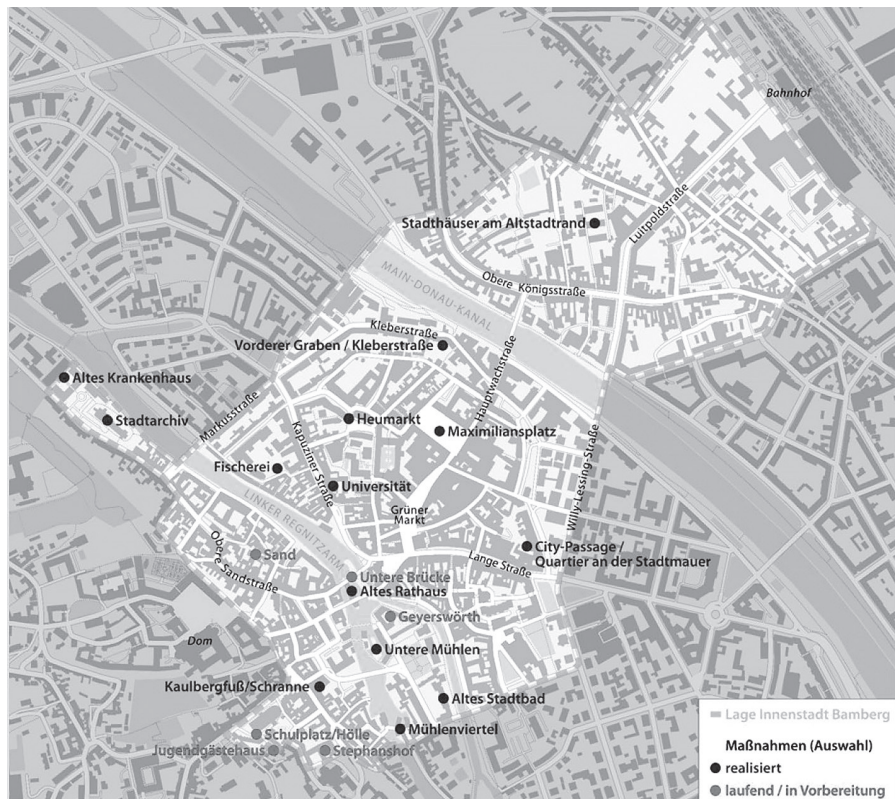 Bahnhof
Stadthäuser am Altstadtrand
Luitpoldstraße
MAIN-DONAU-KANAL
Obere Königsstraße
Kleberstraße
Vorderer Graben / Kleberstraße
Hauptwachstraße
Altes Krankenhaus
Stadtarchiv
Markusstraße
Heumarkt
Maximiliansplatz
Kapuziner Straße
Fischerei
Universität
Willy-Lessing-Straße
LINKER REGNITZARM
Grüner
Markt
City-Passage /
Quartier an der Stadtmauer
Lange Straße
Obere Sandstraße
Sand
Untere Brücke
Altes Rathaus
Geyerswörth
Dom
Untere Mühlen
Kaulbergfuß/Schranne
Altes Stadtbad
Mühlenviertel
Schulplatz/Hölle
Jugendgästehaus
Stephanshof
Lage Innenstadt Bamberg
Maßnahmen (Auswahl)
realisiert
laufend / in Vorbereitung